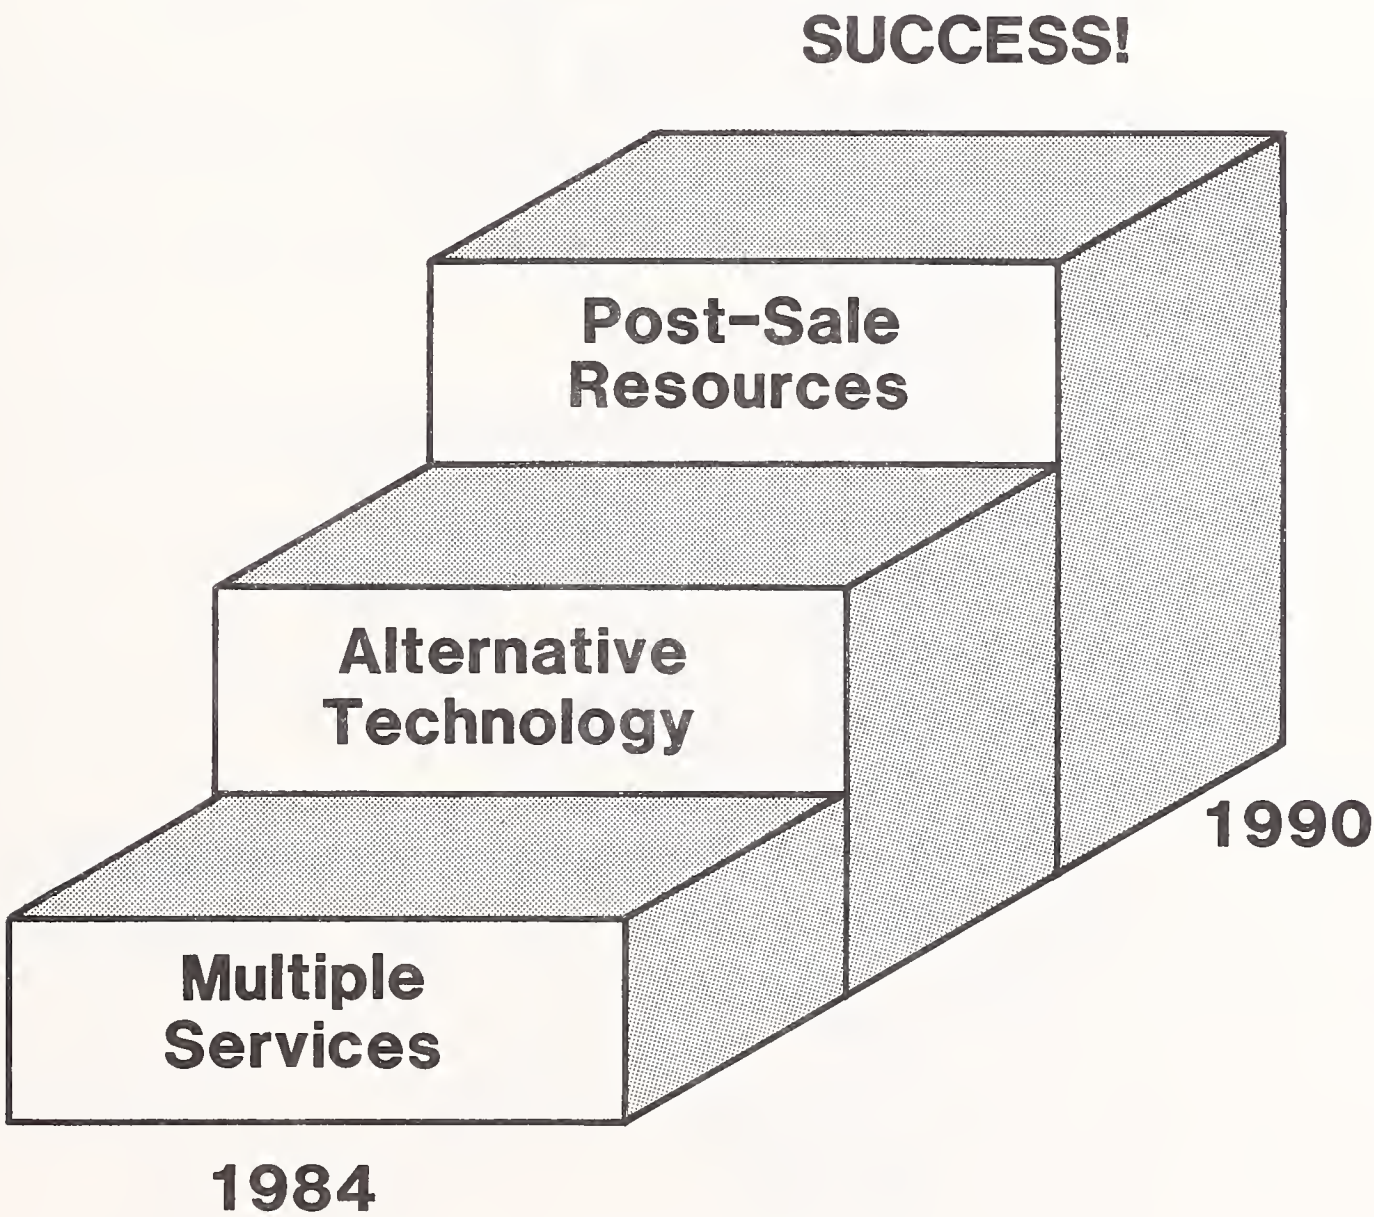 SUCCESS!
Post-Sale
Resources
Alternative
Technology
1990
Multiple
Services
1984